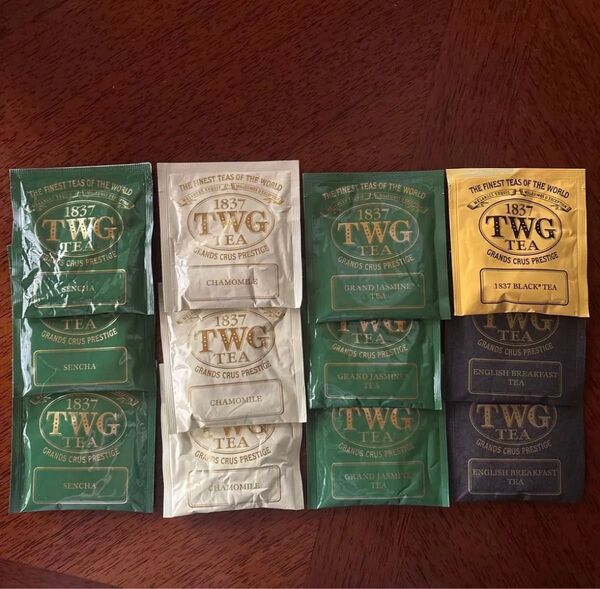 THE FINEST TEAS OF THE WORLD
1837
TWG
TEA
GRANDS CRUS PRESTIGE
SENCHA
TEA
GRANDS CRUS PRESTIGE
SENCHA
1837
TWG
TEA
GRANDS CRUS PRESTIGE
SENCHA
THE FINEST TEAS OF THE WORLD
1837
TWG
TEA
GRANDS CRUS PRESTIGE
CHAMOMILE
1837
TWG
TEA
GRANDS CRUS PRESTIGE
CHAMOMILE
TWG
TEA
GRANDS CRUS PRESTIGE
CHAMOMILE
THE FINEST TEAS OF THE WORLD
1837
TWG
TEA
GRANDS CRUS PRESTIGE
GRAND JASMINE
TEA
TEA
GRANDS CRUS PRESTIGE
GRAND JASMINE
TEA
TWG
TEA
GRANDS CRUS PRESTIGE
GRAND JASMINE
TEA
THE FINEST TEAS OF THE WORLD
1837
TWG
TEA
GRANDS CRUS PRESTIGE
1837 BLACK TEA
TEA
GRANDS CRUS PRESTIGE
ENGLISH BREAKFAST
TEA
TWG
TEA
GRANDS CRUS PRESTIGE
ENGLISH BREAKFAST
TEA